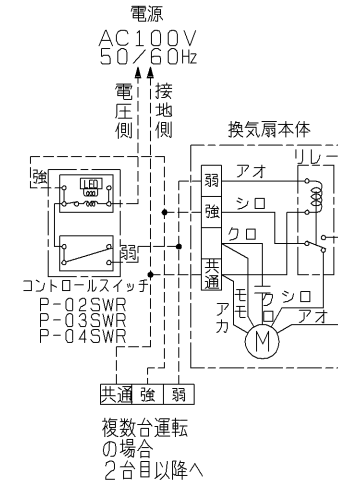 電源
AC100V
50/60Hz
電圧側
接地側
換気扇本体
リレー
強
LED
弱
アオ
強
シロ
クロ
弱
共通
コントロールスイッチ
P-02SWR
P-03SWR
P-04SWR
アカ
モモ
クロ
シロ
アオ
M
共通 強 弱
複数台運転
の場合
2台目以降へ